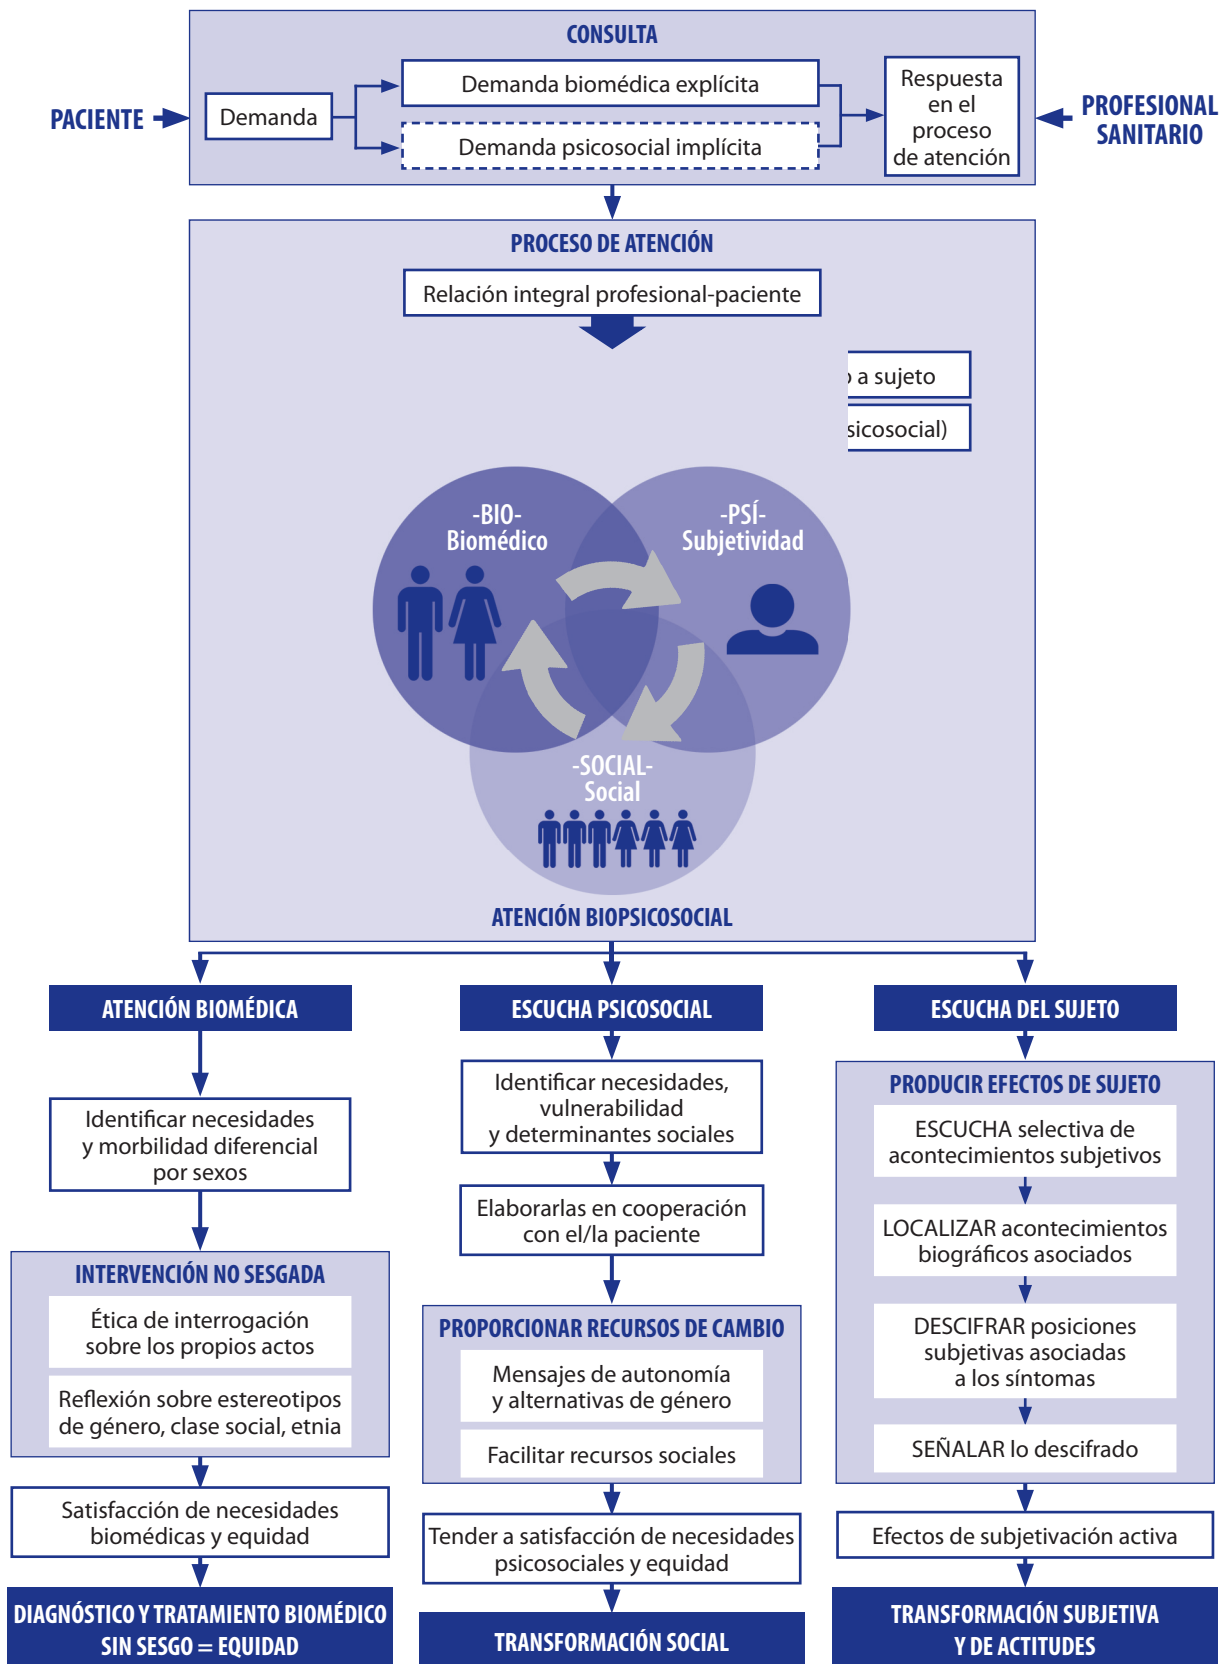 CONSULTA
PACIENTE
Demanda
Demanda biomédica explícita
Demanda psicosocial implícita
Respuesta
en el
proceso
de atención
PROFESIONAL
SANITARIO
PROCESO DE ATENCIÓN
Relación integral profesional-paciente
a sujeto
sicosocial)
-BIO-
Biomédico
-PSÍ-
Subjetividad
-SOCIAL-
Social
ATENCIÓN BIOPSICOSOCIAL
ATENCIÓN BIOMÉDICA
Identificar necesidades
y morbilidad diferencial
por sexos
INTERVENCIÓN NO SESGADA
Ética de interrogación
sobre los propios actos
Reflexión sobre estereotipos
de género, clase social, etnia
Satisfacción de necesidades
biomédicas y equidad
DIAGNÓSTICO Y TRATAMIENTO BIOMÉDICO
SIN SESGO = EQUIDAD
ESCUCHA PSICOSOCIAL
Identificar necesidades,
vulnerabilidad
y determinantes sociales
Elaborarlas en cooperación
con el/la paciente
PROPORCIONAR RECURSOS DE CAMBIO
Mensajes de autonomía
y alternativas de género
Facilitar recursos sociales
Tender a satisfacción de necesidades
psicosociales y equidad
TRANSFORMACIÓN SOCIAL
ESCUCHA DEL SUJETO
PRODUCIR EFECTOS DE SUJETO
ESCUCHA selectiva de
acontecimientos subjetivos
LOCALIZAR acontecimientos
biográficos asociados
DESCIFRAR posiciones
subjetivas asociadas
a los síntomas
SEÑALAR lo descifrado
Efectos de subjetivación activa
TRANSFORMACIÓN SUBJETIVA
Y DE ACTITUDES